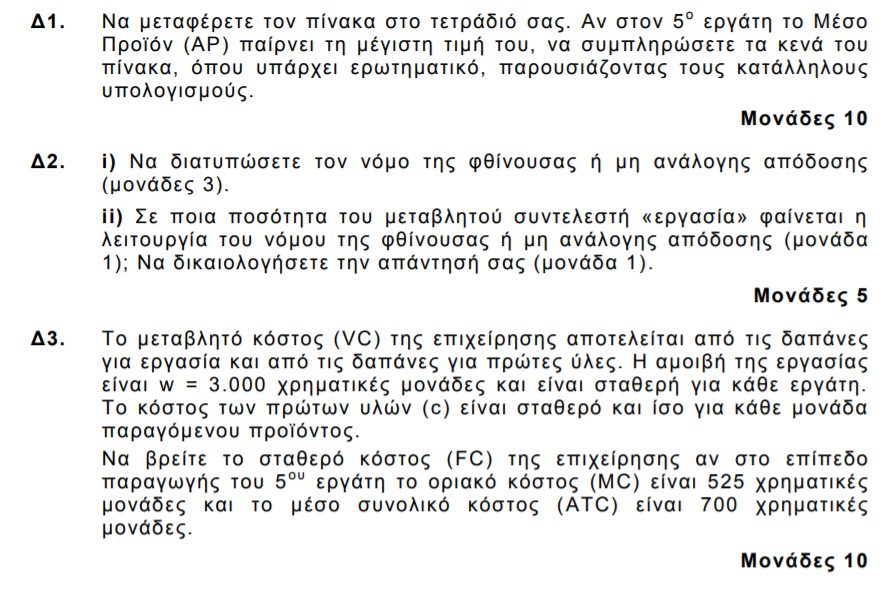 Δ1. Να μεταφέρετε τον πίνακα στο τετράδιό σας. Αν στον 5ο εργάτη το Μέσο
Προϊόν (AP) παίρνει τη μέγιστη τιμή του, να συμπληρώσετε τα κενά του
πίνακα, όπου υπάρχει ερωτηματικό, παρουσιάζοντας τους κατάλληλους
υπολογισμούς.
Μονάδες 10
Δ2. i) Να διατυπώσετε τον νόμο της φθίνουσας ή μη ανάλογης απόδοσης
(μονάδες 3).
ii) Σε ποια ποσότητα του μεταβλητού συντελεστή «εργασία» φαίνεται η
λειτουργία του νόμου της φθίνουσας ή μη ανάλογης απόδοσης (μονάδα
1); Να δικαιολογήσετε την απάντησή σας (μονάδα 1).
Μονάδες 5
Δ3. Το μεταβλητό κόστος (VC) της επιχείρησης αποτελείται από τις δαπάνες
για εργασία και από τις δαπάνες για πρώτες ύλες. Η αμοιβή της εργασίας
είναι w = 3.000 χρηματικές μονάδες και είναι σταθερή για κάθε εργάτη.
Το κόστος των πρώτων υλών (c) είναι σταθερό και ίσο για κάθε μονάδα
παραγόμενου προϊόντος.
Να βρείτε το σταθερό κόστος (FC) της επιχείρησης αν στο επίπεδο
παραγωγής του 5ου εργάτη το οριακό κόστος (MC) είναι 525 χρηματικές
μονάδες και το μέσο συνολικό κόστος (ATC) είναι 700 χρηματικές
μονάδες.
Μονάδες 10